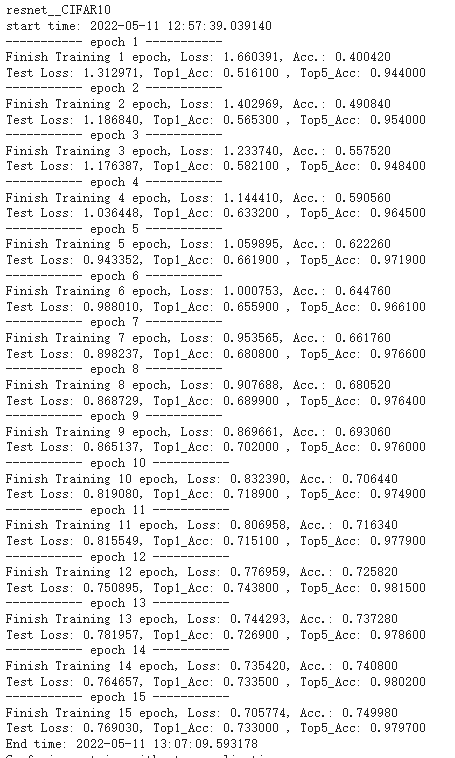 resnet__CIFAR10
start time: 2022-05-11 12:57:39.039140
----------- epoch 1 -----------
Finish Training 1 epoch, Loss: 1.660391, Acc.: 0.400420
Test Loss: 1.312971, Top1_Acc: 0.516100 , Top5_Acc: 0.944000
----------- epoch 2 -----------
Finish Training 2 epoch, Loss: 1.402969, Acc.: 0.490840
Test Loss: 1.186840, Top1_Acc: 0.565300 , Top5_Acc: 0.954000
----------- epoch 3 -----------
Finish Training 3 epoch, Loss: 1.233740, Acc.: 0.557520
Test Loss: 1.176387, Top1_Acc: 0.582100 , Top5_Acc: 0.948400
----------- epoch 4 -----------
Finish Training 4 epoch, Loss: 1.144410, Acc.: 0.590560
Test Loss: 1.036448, Top1_Acc: 0.633200 , Top5_Acc: 0.964500
----------- epoch 5 -----------
Finish Training 5 epoch, Loss: 1.059895, Acc.: 0.622260
Test Loss: 0.943352, Top1_Acc: 0.661900 , Top5_Acc: 0.971900
----------- epoch 6 -----------
Finish Training 6 epoch, Loss: 1.000753, Acc.: 0.644760
Test Loss: 0.988010, Top1_Acc: 0.655900 , Top5_Acc: 0.966100
----------- epoch 7 -----------
Finish Training 7 epoch, Loss: 0.953565, Acc.: 0.661760
Test Loss: 0.898237, Top1_Acc: 0.680800 , Top5_Acc: 0.976600
----------- epoch 8 -----------
Finish Training 8 epoch, Loss: 0.907688, Acc.: 0.680520
Test Loss: 0.868729, Top1_Acc: 0.689900 , Top5_Acc: 0.976400
----------- epoch 9 -----------
Finish Training 9 epoch, Loss: 0.869661, Acc.: 0.693060
Test Loss: 0.865137, Top1_Acc: 0.702000 , Top5_Acc: 0.976000
----------- epoch 10 -----------
Finish Training 10 epoch, Loss: 0.832390, Acc.: 0.706440
Test Loss: 0.819080, Top1_Acc: 0.718900 , Top5_Acc: 0.974900
----------- epoch 11 -----------
Finish Training 11 epoch, Loss: 0.806958, Acc.: 0.716340
Test Loss: 0.815549, Top1_Acc: 0.715100 , Top5_Acc: 0.977900
----------- epoch 12 -----------
Finish Training 12 epoch, Loss: 0.776959, Acc.: 0.725820
Test Loss: 0.750895, Top1_Acc: 0.743800 , Top5_Acc: 0.981500
----------- epoch 13 -----------
Finish Training 13 epoch, Loss: 0.744293, Acc.: 0.737280
Test Loss: 0.781957, Top1_Acc: 0.726900 , Top5_Acc: 0.978600
----------- epoch 14 -----------
Finish Training 14 epoch, Loss: 0.735420, Acc.: 0.740800
Test Loss: 0.764657, Top1_Acc: 0.733500 , Top5_Acc: 0.980200
----------- epoch 15 -----------
Finish Training 15 epoch, Loss: 0.705774, Acc.: 0.749980
Test Loss: 0.769030, Top1_Acc: 0.733000 , Top5_Acc: 0.979700
End time: 2022-05-11 13:07:09.593178